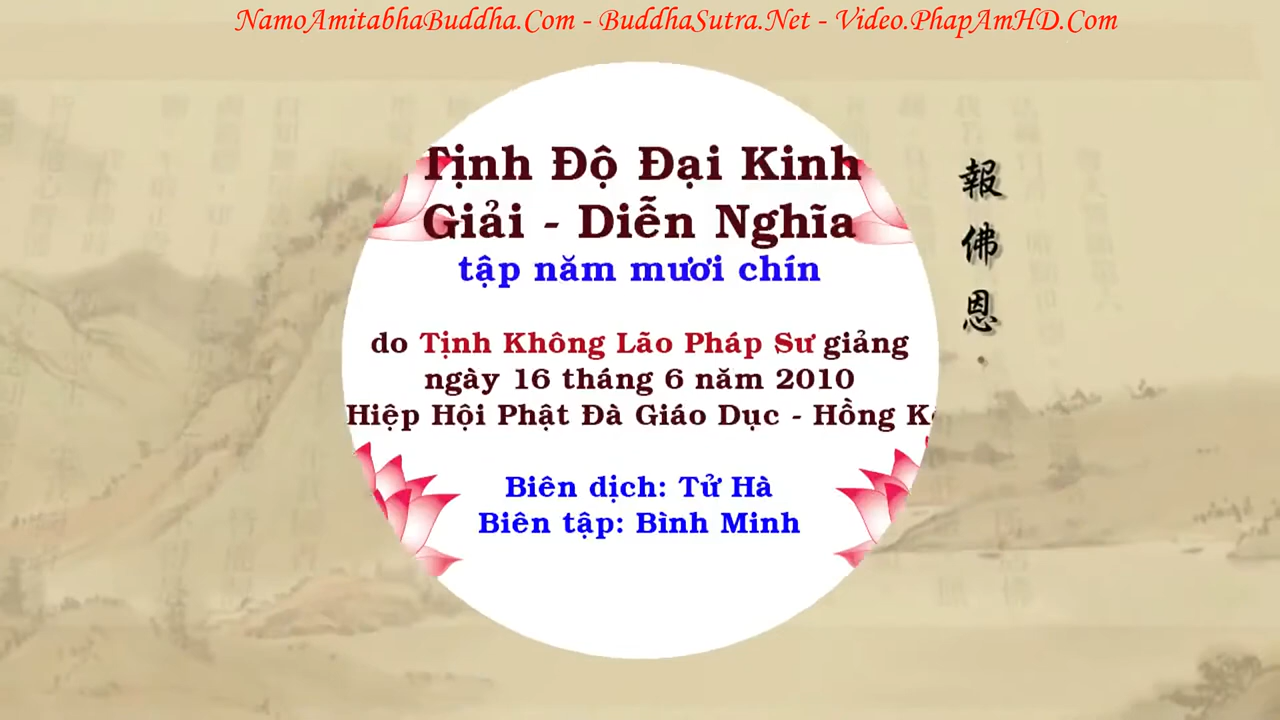 NamoAmitabhaBuddha.Com - BuddhaSutra.Net - Video.PhapAmHD.Com
Tịnh Độ Đại Kinh
Giải - Diễn Nghĩa
tập năm mươi chín
do Tịnh Không Lão Pháp Sư giảng
ngày 16 tháng 6 năm 2010
Hiệp Hội Phật Đà Giáo Dục - Hồng
Biên dịch: Tử Hà
Biên tập: Bình Minh
報佛恩